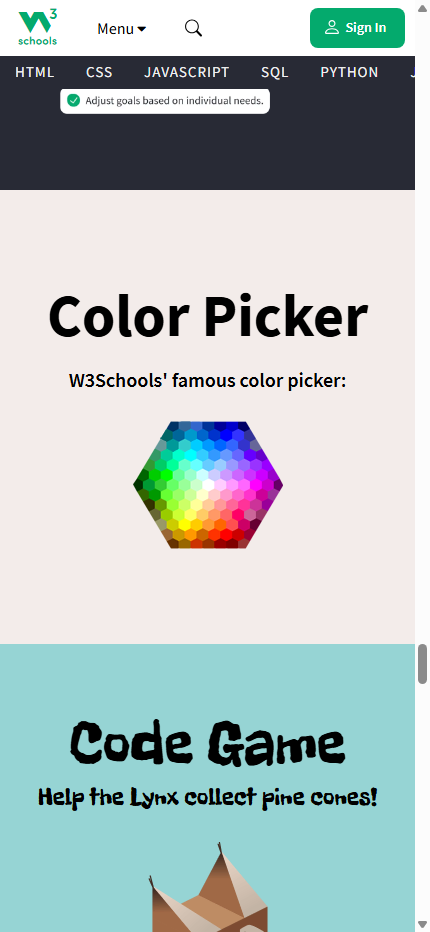 W3
schools
Menu
Sign In
HTML CSS JAVASCRIPT SQL PYTHON
Adjust goals based on individual needs.
Color Picker
W3Schools' famous color picker:
Code Game
Help the Lynx collect pine cones!